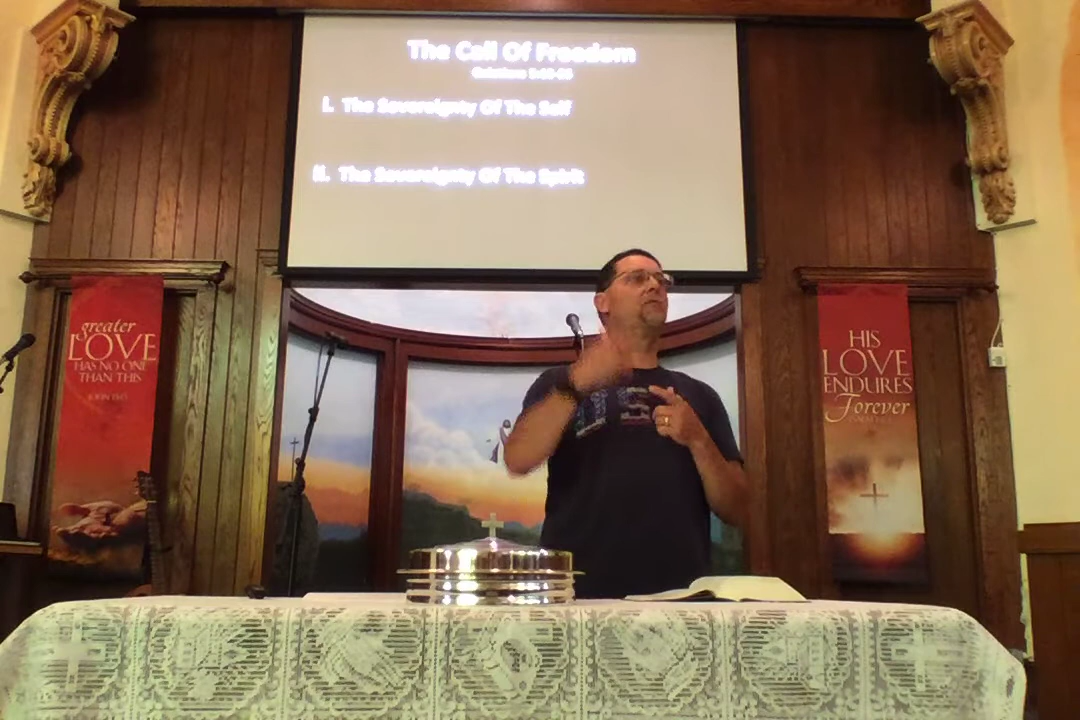 The Call Of Freedom
i. The Sovereignty Of The Self
ii. The Sovereignty Of The Spirit
greater
LOVE
HAS NO ONE
THAN THIS
HIS
LOVE
ENDURES
Forever